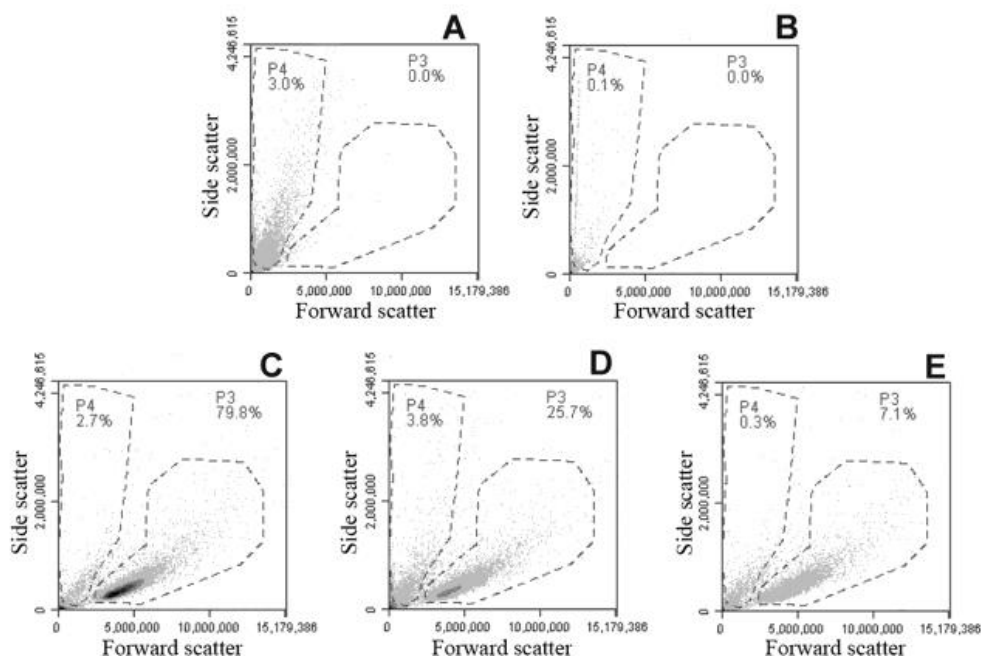 A
4,246,615
2,000,000
0
Side scatter
P4
3.0%
P3
0.0%
0
5,000,000
10,000,000
15,179,386
Forward scatter
B
4,246,615
2,000,000
0
Side scatter
P4
0.1%
P3
0.0%
0
5,000,000
10,000,000
15,179,386
Forward scatter
C
4,246,615
2,000,000
0
Side scatter
P4
2.7%
P3
79.8%
0
5,000,000
10,000,000
15,179,386
Forward scatter
D
4,246,615
2,000,000
0
Side scatter
P4
3.8%
P3
25.7%
0
5,000,000
10,000,000
15,179,386
Forward scatter
E
4,246,615
2,000,000
0
Side scatter
P4
0.3%
P3
7.1%
0
5,000,000
10,000,000
15,179,386
Forward scatter